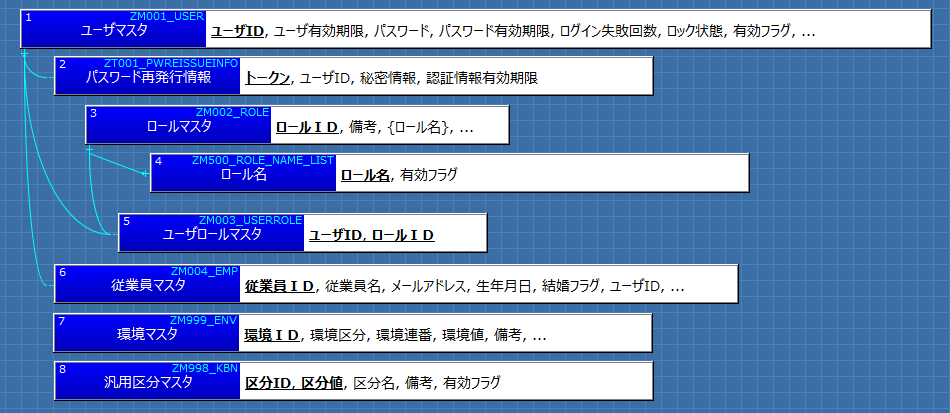 1 ZM001_USER
ユーザマスタ ユーザID, ユーザ有効期限, パスワード, パスワード有効期限, ログイン失敗回数, ロック状態, 有効フラグ, ...
2 ZT001_PWREISSUEINFO
パスワード再発行情報 トークン, ユーザID, 秘密情報, 認証情報有効期限
3 ZM002_ROLE
ロールマスタ ロールＩＤ, 備考, {ロール名}, ...
4 ZM500_ROLE_NAME_LIST
ロール名 ロール名, 有効フラグ
5 ZM003_USERROLE
ユーザロールマスタ ユーザID, ロールＩＤ
6 ZM004_EMP
従業員マスタ 従業員ＩＤ, 従業員名, メールアドレス, 生年月日, 結婚フラグ, ユーザID, ...
7 ZM999_ENV
環境マスタ 環境ＩＤ, 環境区分, 環境連番, 環境値, 備考, ...
8 ZM998_KBN
汎用区分マスタ 区分ID, 区分値, 区分名, 備考, 有効フラグ